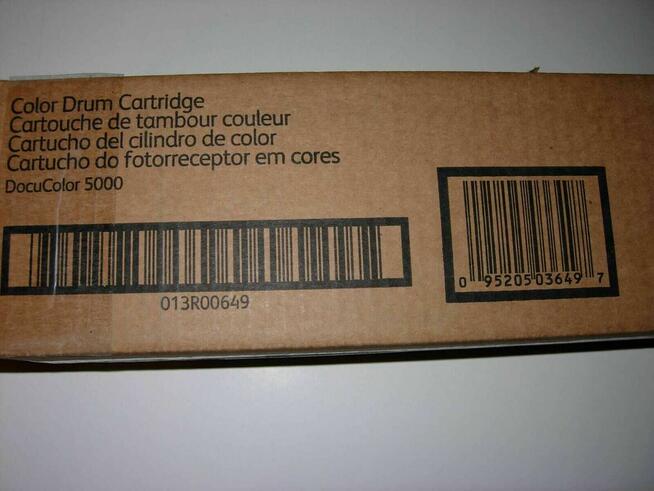 Color Drum Cartridge
Cartouche de tambour couleur
Cartucho del cilindro de color
Cartucho do fotorreceptor em cores
DocuColor 5000
013R00649
0 95205 03649 7